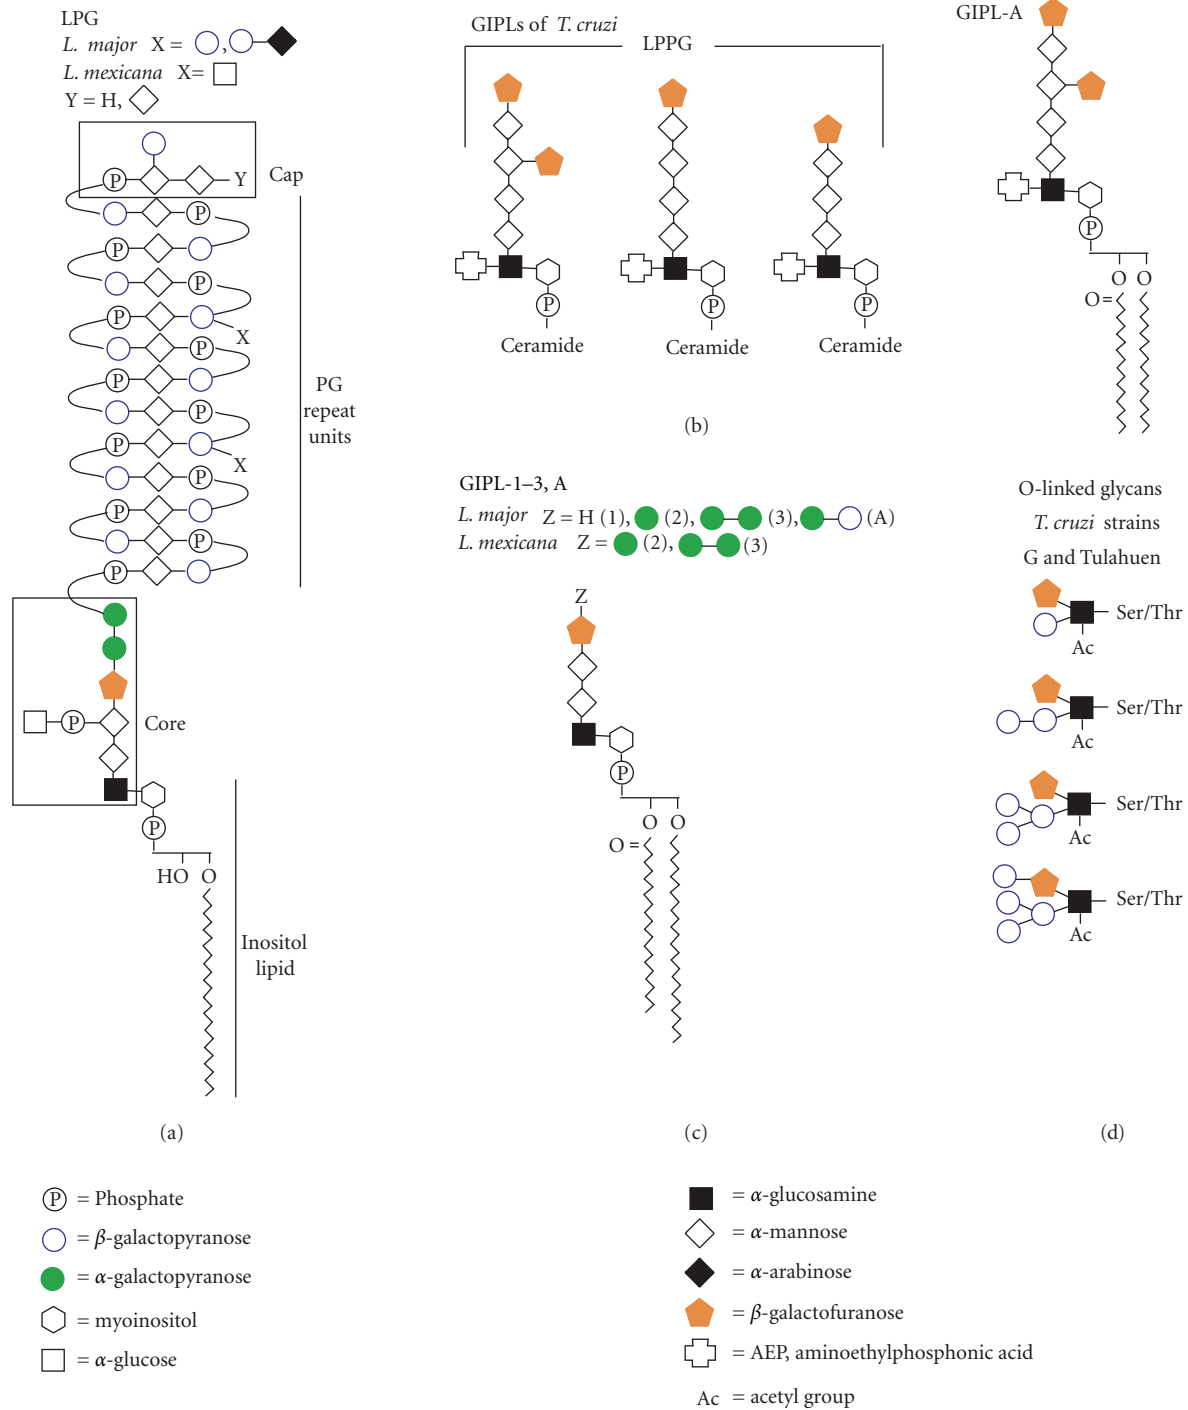 LPG
L. major X = ,
L. mexicana X=
Y = H,
P
Y
Cap
P
P
P
P
X
P
P
P
P
X
P
P
P
P
PG
repeat
units
P
Core
P
HO O
Inositol
lipid
(a)
GIPLs of T. cruzi
LPPG
P
P
P
Ceramide
Ceramide
Ceramide
(b)
GIPL-A
P
O O
O =
GIPL-1–3, A
L. major Z = H (1), (2), (3), (A)
L. mexicana Z = (2), (3)
Z
P
O O
O =
(c)
O-linked glycans
T. cruzi strains
G and Tulahuen
Ser/Thr
Ac
Ser/Thr
Ac
Ser/Thr
Ac
Ser/Thr
Ac
(d)
P = Phosphate
= β-galactopyranose
= α-galactopyranose
= myoinositol
= α-glucose
= α-glucosamine
= α-mannose
= α-arabinose
= β-galactofuranose
= AEP, aminoethylphosphonic acid
Ac = acetyl group